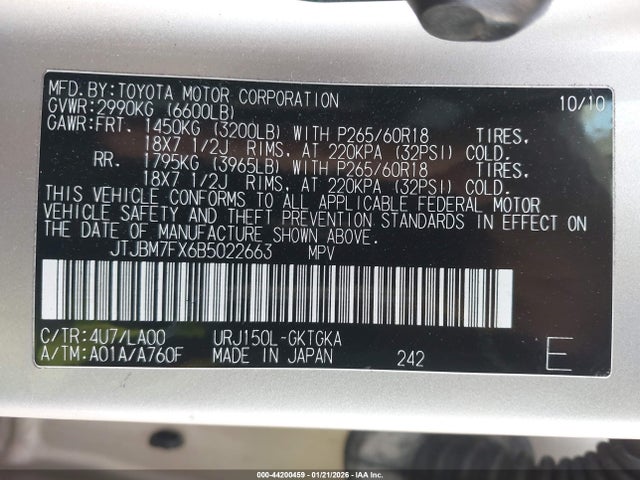 MFD.BY:TOYOTA MOTOR CORPORATION 10/10
GVWR:2990KG (6600LB)
GAWR:FRT. 1450KG (3200LB) WITH P265/60R18 TIRES,
18X7 1/2J RIMS, AT 220KPA (32PSI) COLD.
RR. 1795KG (3965LB) WITH P265/60R18 TIRES,
18X7 1/2J RIMS, AT 220KPA (32PSI) COLD.
THIS VEHICLE CONFORMS TO ALL APPLICABLE FEDERAL MOTOR
VEHICLE SAFETY AND THEFT PREVENTION STANDARDS IN EFFECT ON
THE DATE OF MANUFACTURE SHOWN ABOVE.
JTJBM7FX6B5022663 MPV
C/TR:4U7/LA00 URJ150L-GKTGKA
A/TM:A01A/A760F MADE IN JAPAN 242 E
000-44200459 - 01/21/2026 - IAA Inc.